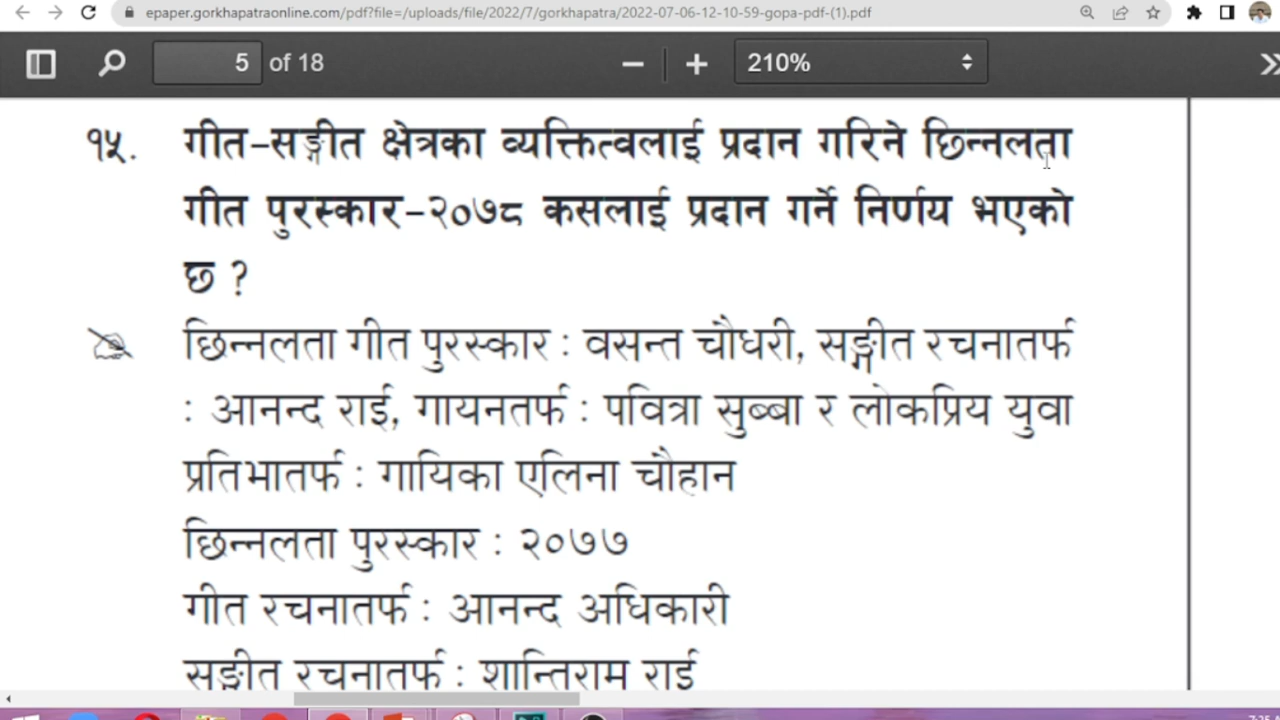 epaper.gorkhapatraonline.com/pdf?file=/uploads/file/2022/7/gorkhapatra/2022-07-06-12-10-59-gopa-pdf-(1).pdf
5 of 18
210%
१५. गीत-सङ्गीत क्षेत्रका व्यक्तित्वलाई प्रदान गरिने छिन्नलता
गीत पुरस्कार-२०७८ कसलाई प्रदान गर्ने निर्णय भएको
छ ?
छिन्नलता गीत पुरस्कार : वसन्त चौधरी, सङ्गीत रचनातर्फ
: आनन्द राई, गायनतर्फ : पवित्रा सुब्बा र लोकप्रिय युवा
प्रतिभातर्फ : गायिका एलिना चौहान
छिन्नलता पुरस्कार : २०७७
गीत रचनातर्फ : आनन्द अधिकारी
सङ्गीत रचनातर्फ : शान्तिराम राई